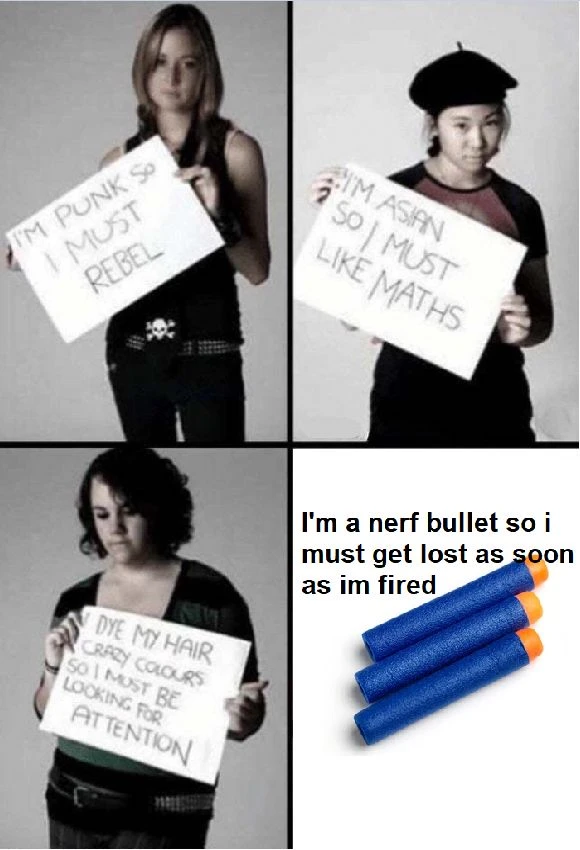 I'M PUNK SO
I MUST
REBEL
I'M ASIAN
SO I MUST
LIKE MATHS
I DYE MY HAIR
CRAZY COLOURS
SO I MUST BE
LOOKING FOR
ATTENTION
I'm a nerf bullet so i
must get lost as soon
as im fired